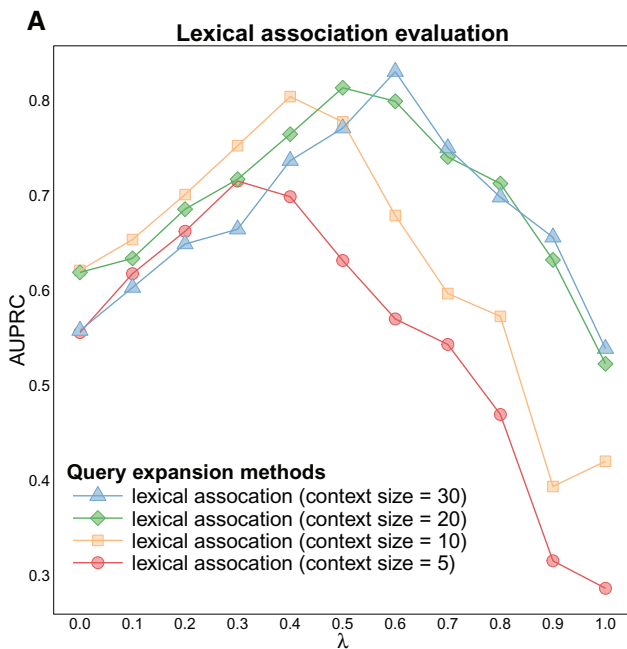 A
Lexical association evaluation
AUPRC
0.8
0.7
0.6
0.5
0.4
0.3
Query expansion methods
lexical assocation (context size = 30)
lexical assocation (context size = 20)
lexical assocation (context size = 10)
lexical assocation (context size = 5)
0.0 0.1 0.2 0.3 0.4 0.5 0.6 0.7 0.8 0.9 1.0
λ